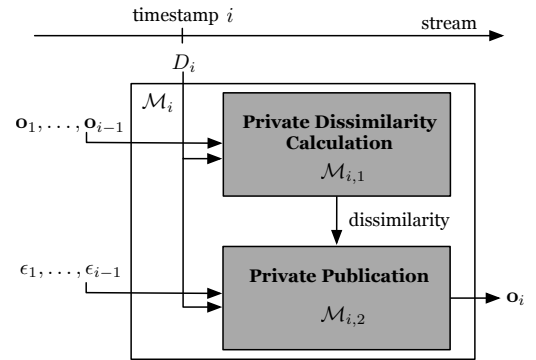 timestamp i
stream
D_i
M_i
o_1, . . . , o_{i−1}
Private Dissimilarity
Calculation
M_{i,1}
dissimilarity
ϵ_1, . . . , ϵ_{i−1}
Private Publication
M_{i,2}
o_i